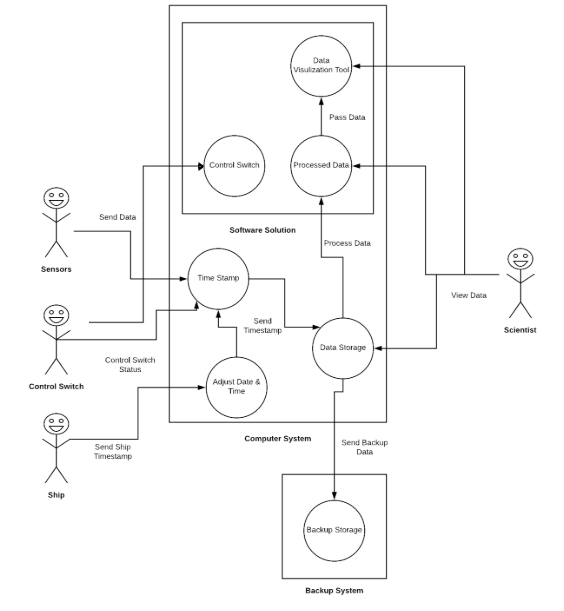 Data
Visulization Tool
Pass Data
Control Switch
Processed Data
Software Solution
Send Data
Process Data
Sensors
Time Stamp
View Data
Scientist
Send
Timestamp
Data Storage
Control Switch
Status
Control Switch
Adjust Date &
Time
Computer System
Send Ship
Timestamp
Send Backup
Data
Ship
Backup Storage
Backup System